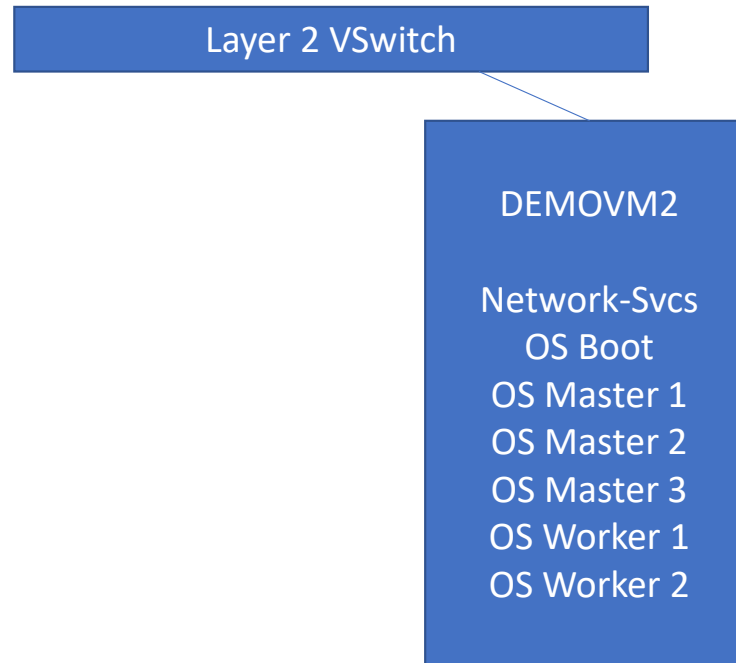 Layer 2 VSwitch
DEMOVM2
Network-Svcs
OS Boot
OS Master 1
OS Master 2
OS Master 3
OS Worker 1
OS Worker 2